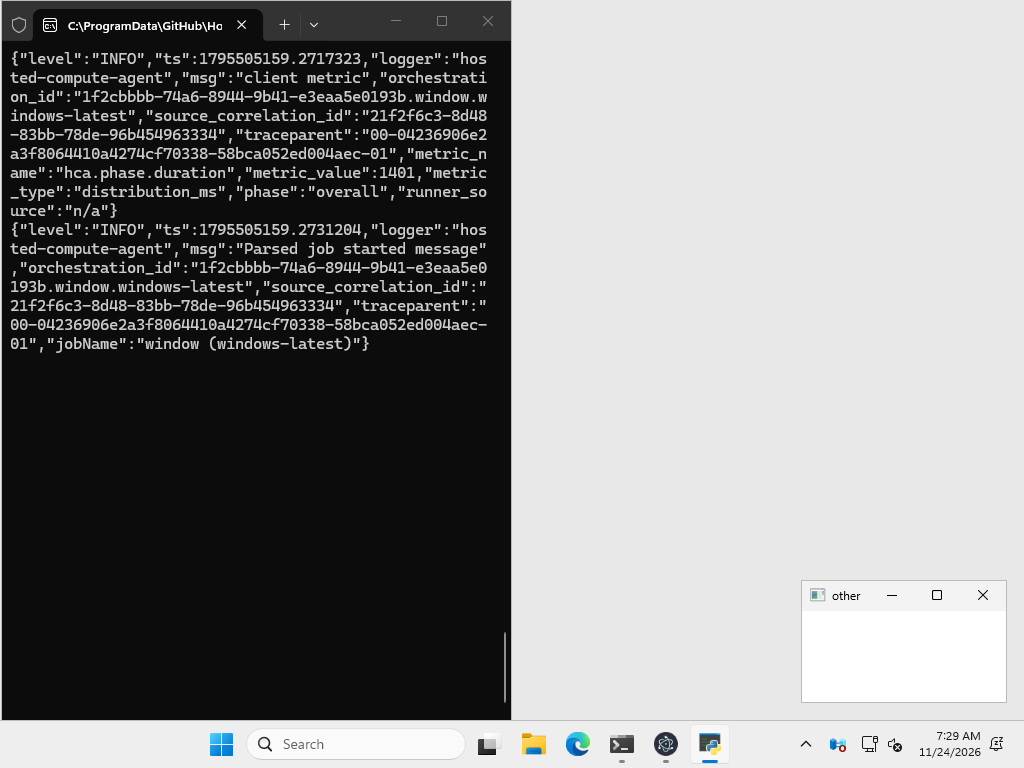 C:\ProgramData\GitHub\Ho
{"level":"INFO","ts":1795505159.2717323,"logger":"hos
ted-compute-agent","msg":"client metric","orchestrati
on_id":"1f2cbbbb-74a6-8944-9b41-e3eaa5e0193b.window.w
indows-latest","source_correlation_id":"21f2f6c3-8d48
-83bb-78de-96b454963334","traceparent":"00-04236906e2
a3f8064410a4274cf70338-58bca052ed004aec-01","metric_n
ame":"hca.phase.duration","metric_value":1401,"metric
_type":"distribution_ms","phase":"overall","runner_so
urce":"n/a"}
{"level":"INFO","ts":1795505159.2731204,"logger":"hos
ted-compute-agent","msg":"Parsed job started message"
,"orchestration_id":"1f2cbbbb-74a6-8944-9b41-e3eaa5e0
193b.window.windows-latest","source_correlation_id":"
21f2f6c3-8d48-83bb-78de-96b454963334","traceparent":"
00-04236906e2a3f8064410a4274cf70338-58bca052ed004aec-
01","jobName":"window (windows-latest)"}
other
Search
7:29 AM
11/24/2026